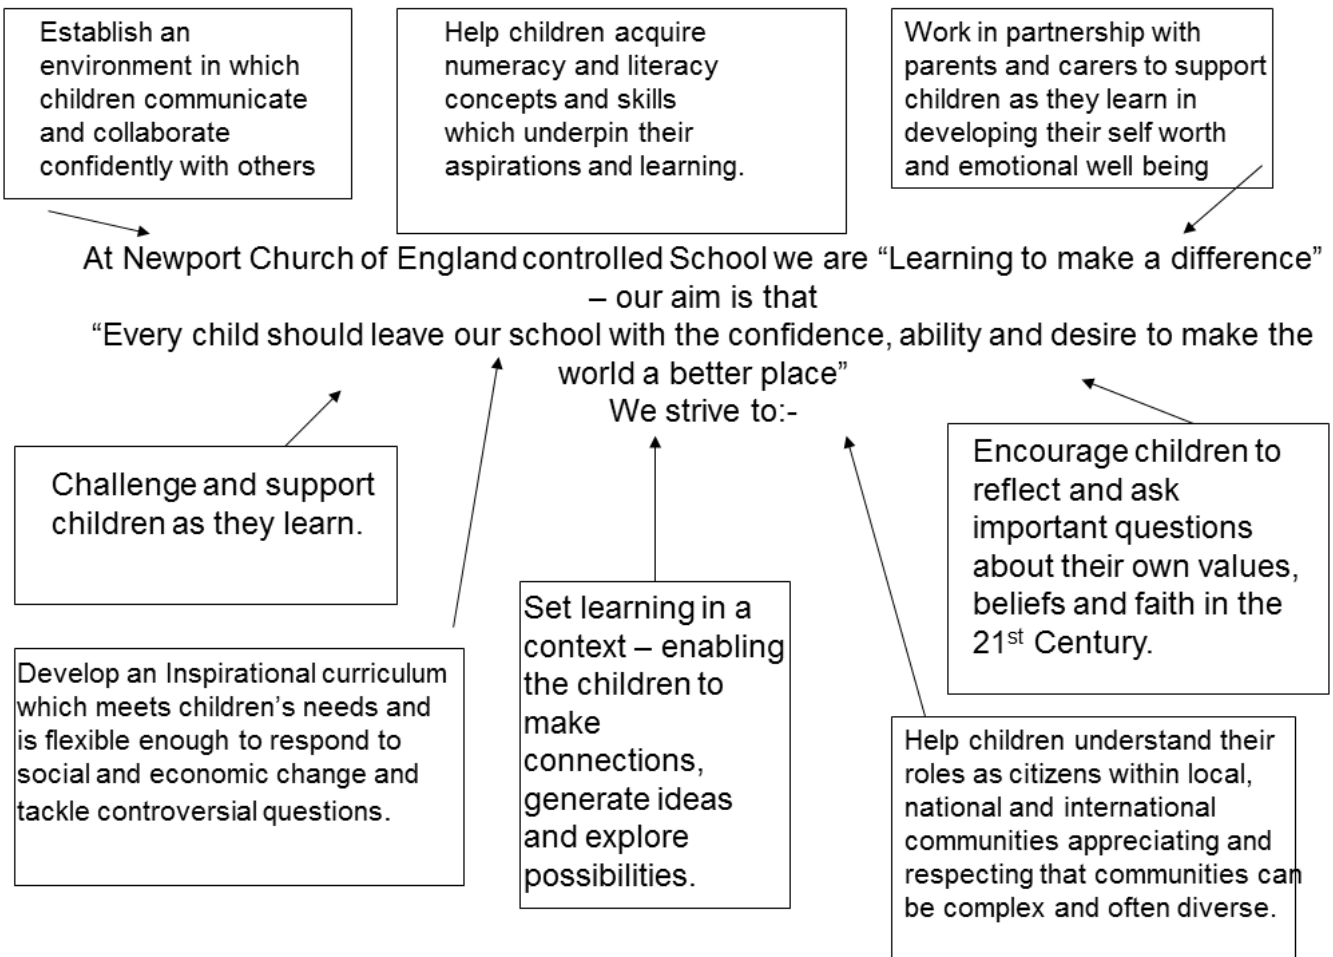 Establish an
environment in which
children communicate
and collaborate
confidently with others
Help children acquire
numeracy and literacy
concepts and skills
which underpin their
aspirations and learning.
Work in partnership with
parents and carers to support
children as they learn in
developing their self worth
and emotional well being
At Newport Church of England controlled School we are “Learning to make a difference”
– our aim is that
“Every child should leave our school with the confidence, ability and desire to make the
world a better place”
We strive to:-
Challenge and support
children as they learn.
Encourage children to
reflect and ask
important questions
about their own values,
beliefs and faith in the
21st Century.
Develop an Inspirational curriculum
which meets children’s needs and
is flexible enough to respond to
social and economic change and
tackle controversial questions.
Set learning in a
context – enabling
the children to
make
connections,
generate ideas
and explore
possibilities.
Help children understand their
roles as citizens within local,
national and international
communities appreciating and
respecting that communities can
be complex and often diverse.